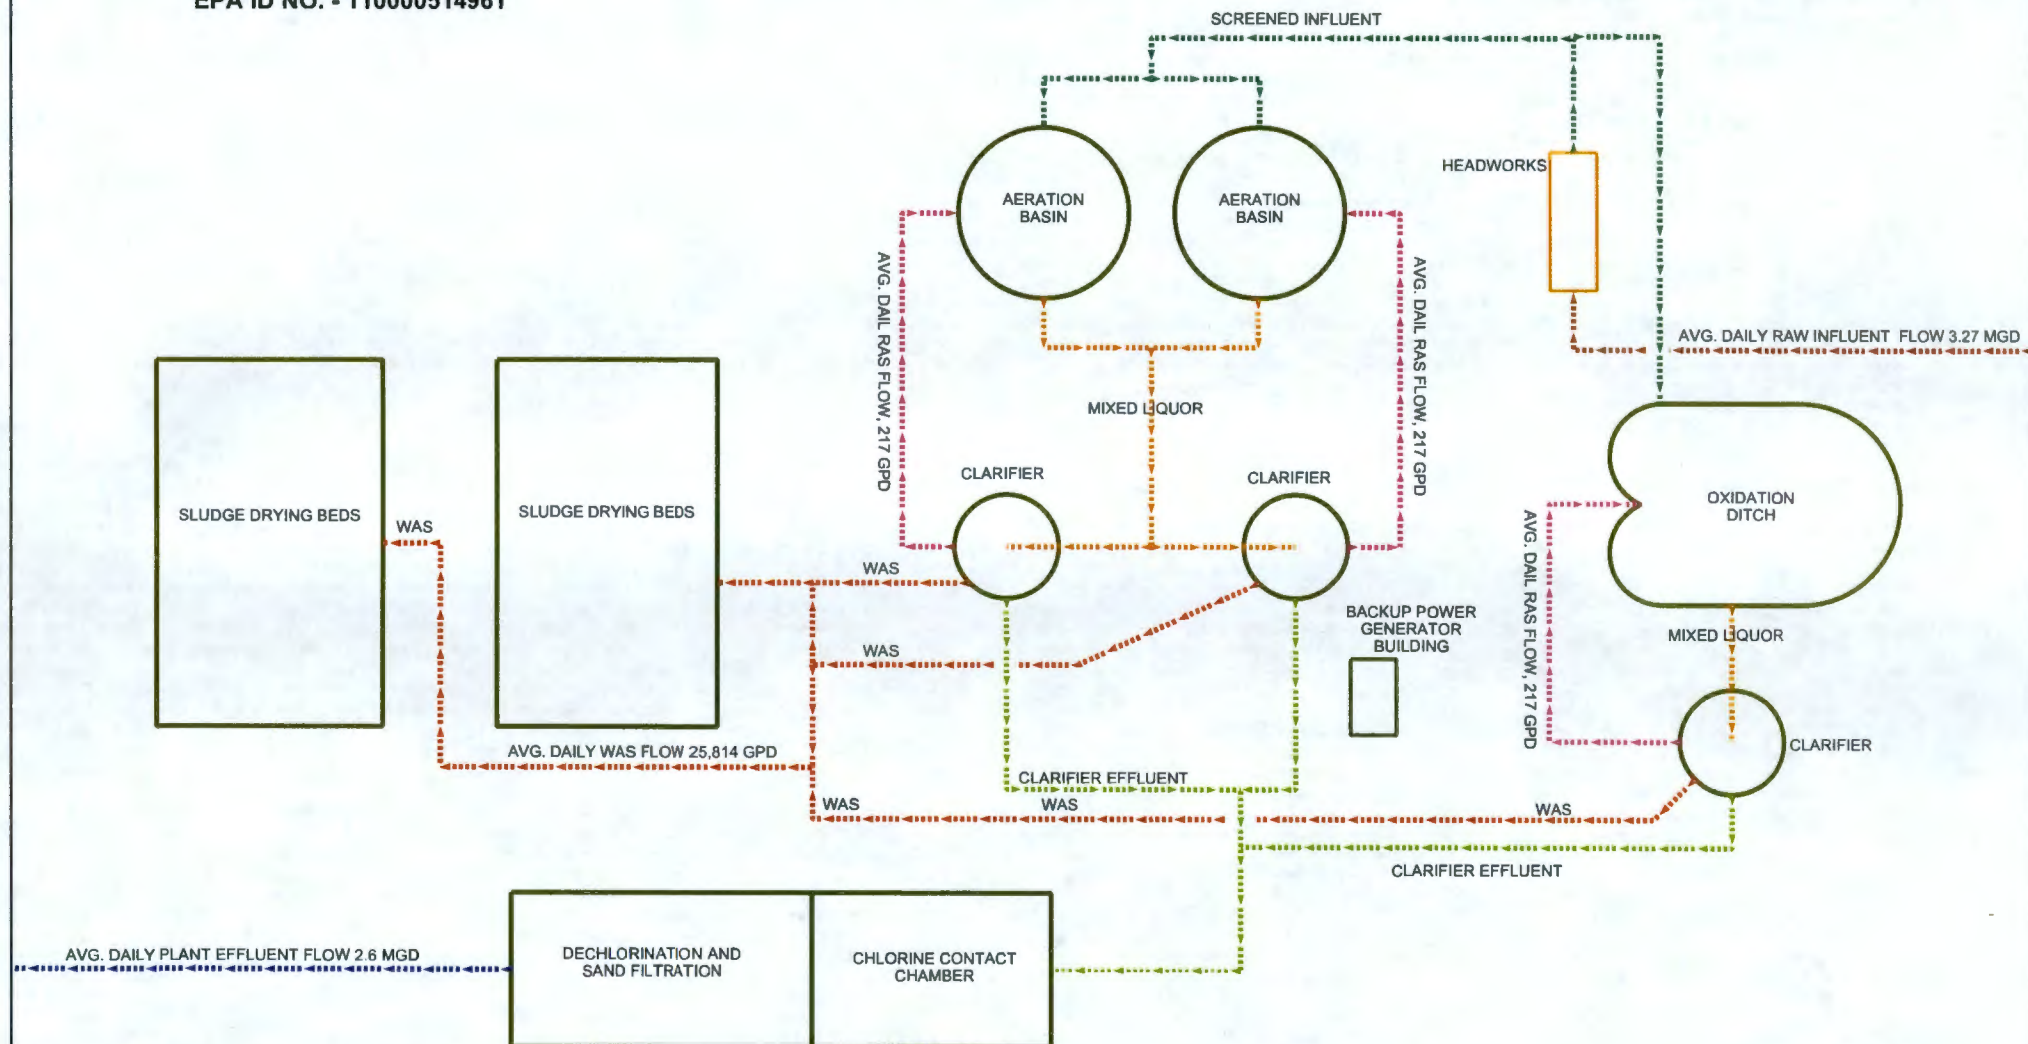 EPA ID NO. - 110000514961
SCREENED INFLUENT
HEADWORKS
AERATION
BASIN
AERATION
BASIN
AVG. DAIL RAS FLOW, 217 GPD
AVG. DAIL RAS FLOW, 217 GPD
AVG. DAILY RAW INFLUENT FLOW 3.27 MGD
MIXED LIQUOR
CLARIFIER
CLARIFIER
SLUDGE DRYING BEDS
WAS
SLUDGE DRYING BEDS
OXIDATION
DITCH
AVG. DAIL RAS FLOW, 217 GPD
WAS
BACKUP POWER
GENERATOR
BUILDING
MIXED LIQUOR
WAS
AVG. DAILY WAS FLOW 25,814 GPD
CLARIFIER
CLARIFIER EFFLUENT
WAS
WAS
WAS
CLARIFIER EFFLUENT
AVG. DAILY PLANT EFFLUENT FLOW 2.6 MGD
DECHLORINATION AND
SAND FILTRATION
CHLORINE CONTACT
CHAMBER